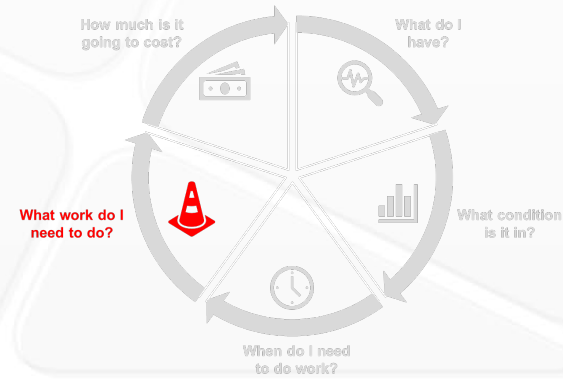 How much is it
going to cost?
What do I
have?
What work do I
need to do?
What condition
is it in?
When do I need
to do work?